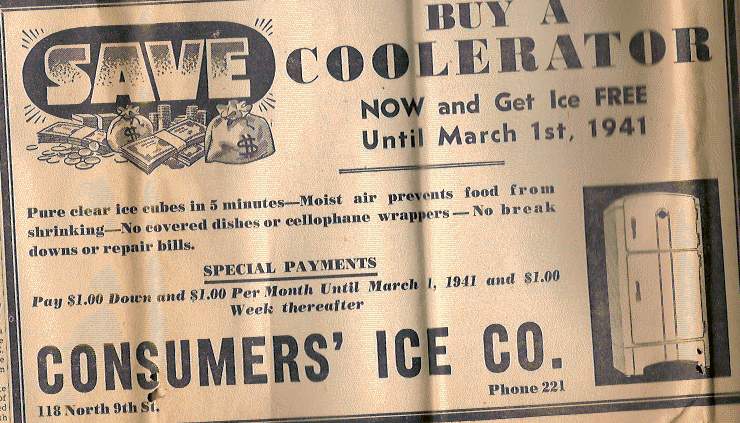 SAVE
BUY A
COOLERATOR
NOW and Get Ice FREE
Until March 1st, 1941
Pure clear ice cubes in 5 minutes—Moist air prevents food from
shrinking—No covered dishes or cellophane wrappers—No break
downs or repair bills.
SPECIAL PAYMENTS
Pay $1.00 Down and $1.00 Per Month Until March 1, 1941 and $1.00
Week thereafter
CONSUMERS' ICE CO.
118 North 9th St.
Phone 221